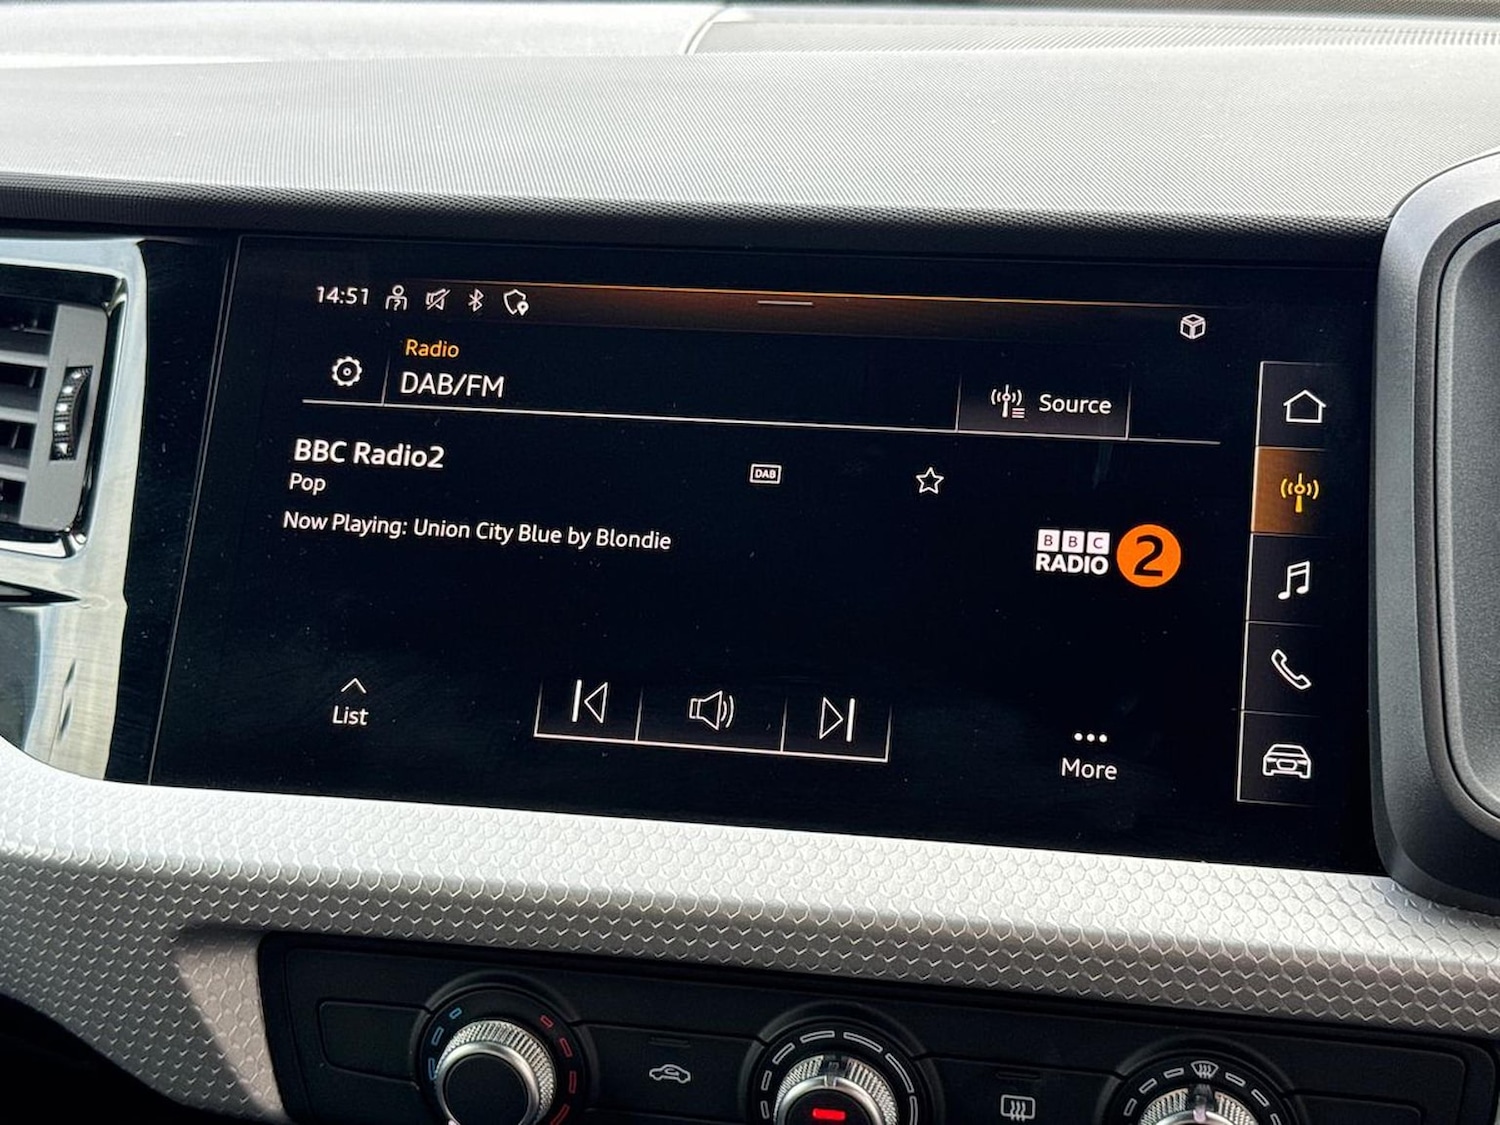 14:51
Radio
DAB/FM
Source
BBC Radio2
DAB
Pop
Now Playing: Union City Blue by Blondie
BBC
RADIO 2
List
More